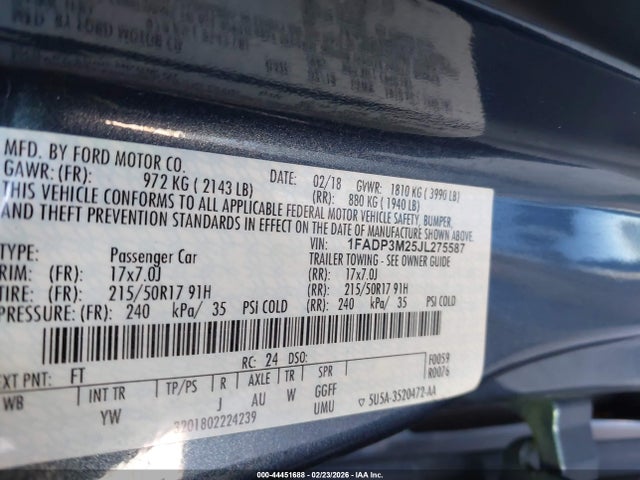 MFD. BY FORD MOTOR CO.
DATE: 02/18 GVWR: 1810 KG ( 3990 LB)
GAWR: (FR): 972 KG ( 2143 LB) (RR): 880 KG ( 1940 LB)
THIS VEHICLE CONFORMS TO ALL APPLICABLE FEDERAL MOTOR VEHICLE SAFETY, BUMPER,
AND THEFT PREVENTION STANDARDS IN EFFECT ON THE DATE OF MANUFACTURE SHOWN ABOVE.
VIN: 1FADP3M25JL275587
TYPE: Passenger Car TRAILER TOWING - SEE OWNER GUIDE
RIM: (FR): 17x7.0J (RR): 17x7.0J
TIRE: (FR): 215/50R17 91H (RR): 215/50R17 91H
PRESSURE: (FR): 240 kPa/ 35 PSI COLD (RR): 240 kPa/ 35 PSI COLD
EXT PNT: FT RC: 24 DSO: F0059
R0076
WB INT TR TP/PS R AXLE TR SPR
YW J AU W GGFF
UMU
3201802224239 5U5A-3520472-AA
000-44451688 - 02/23/2026 - IAAI.com